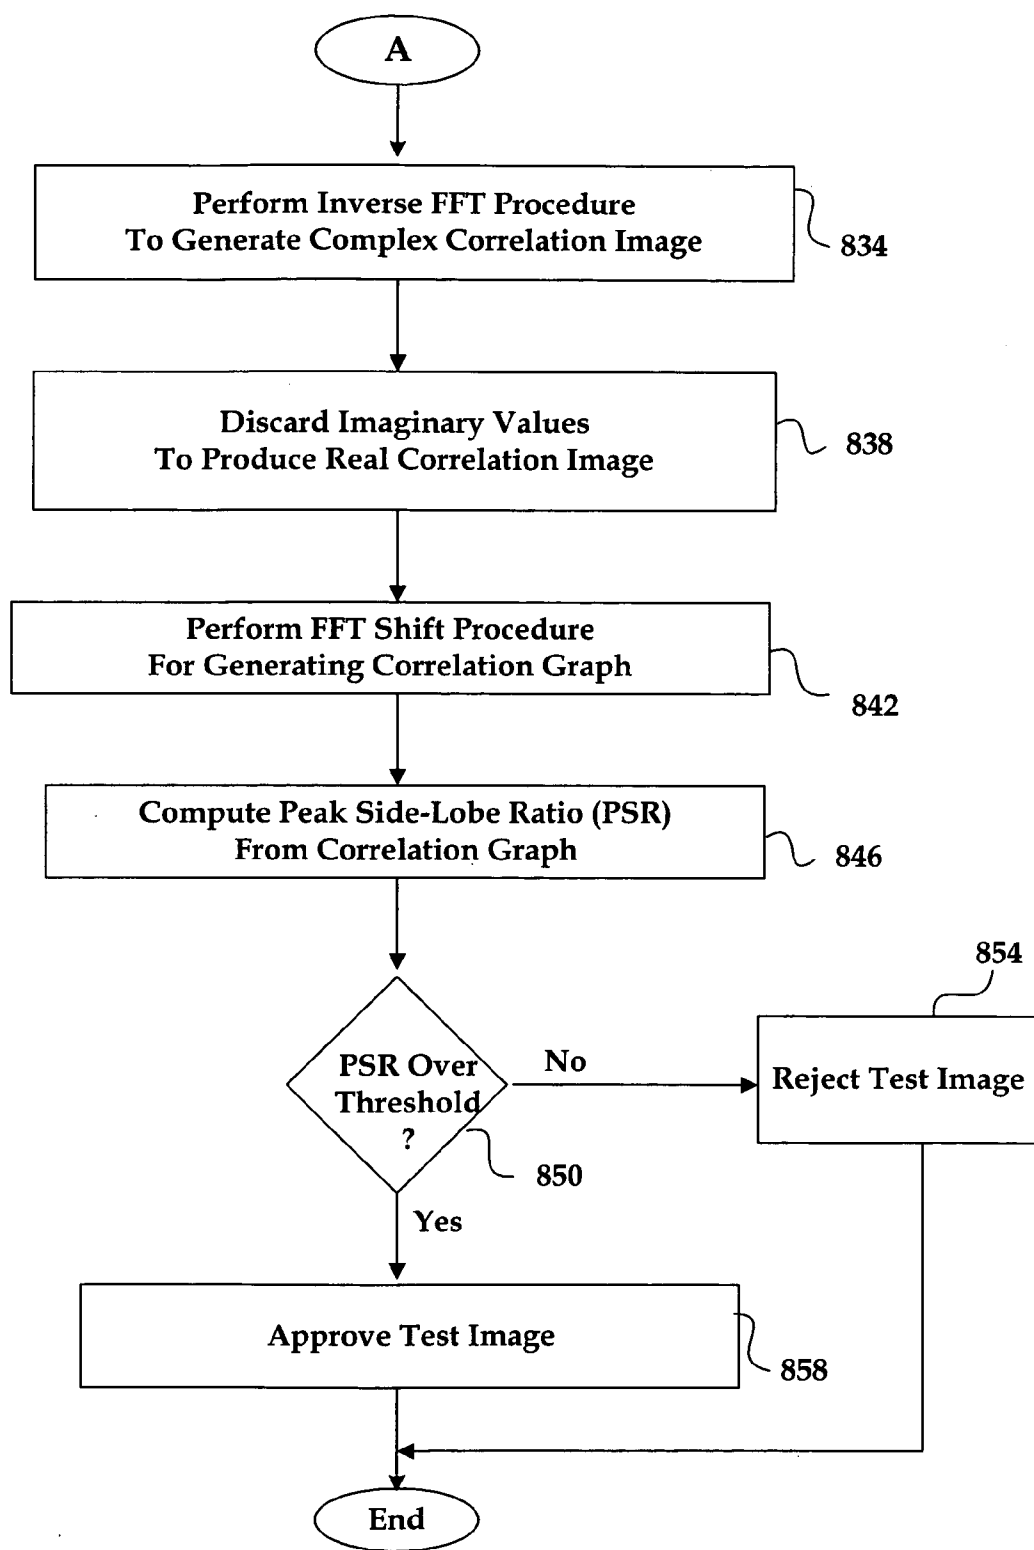 A
Perform Inverse FFT Procedure
To Generate Complex Correlation Image
834
Discard Imaginary Values
To Produce Real Correlation Image
838
Perform FFT Shift Procedure
For Generating Correlation Graph
842
Compute Peak Side-Lobe Ratio (PSR)
From Correlation Graph
846
854
PSR Over
Threshold
?
No
Reject Test Image
850
Yes
Approve Test Image
858
End